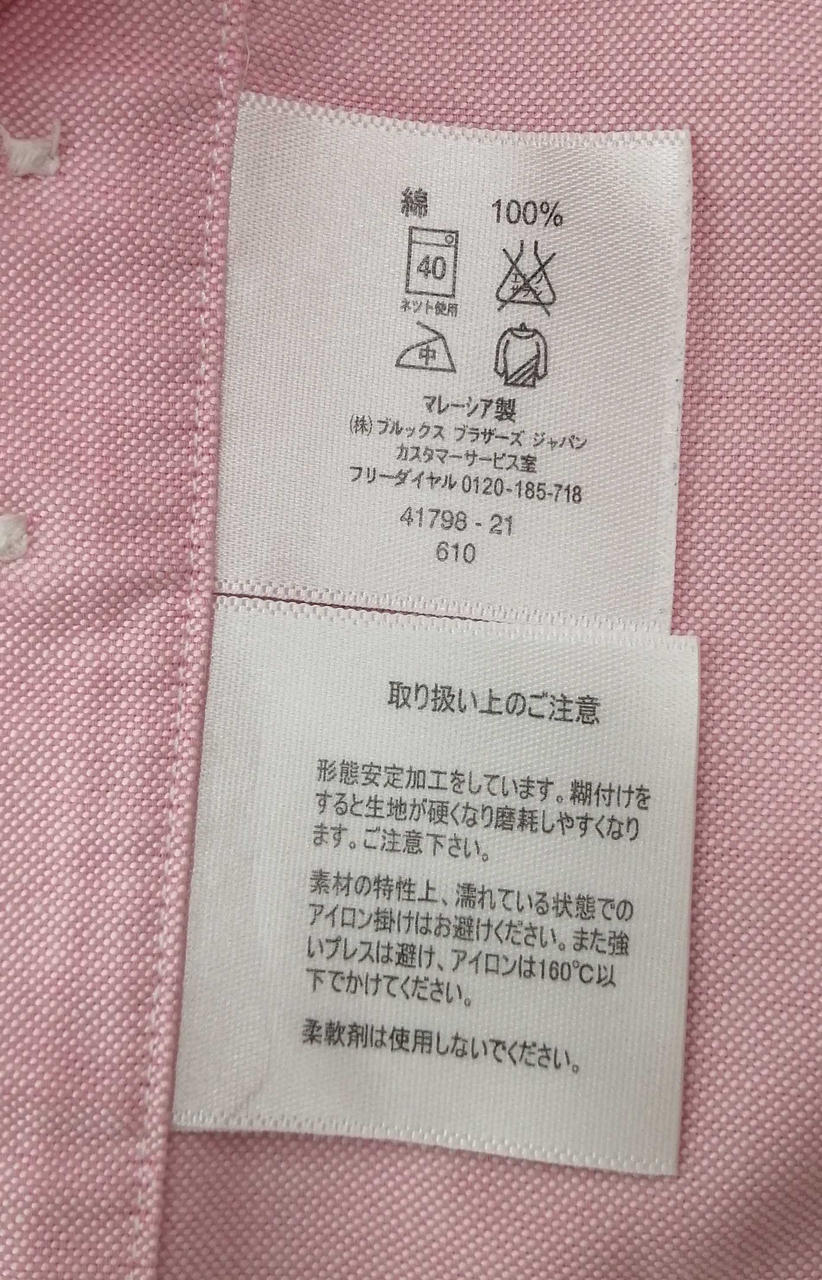 綿 100%
40
ネット使用
中
マレーシア製
(株)ブルックス ブラザーズ ジャパン
カスタマーサービス室
フリーダイヤル 0120-185-718
41798 - 21
610
取り扱い上のご注意
形態安定加工をしています。糊付けを
すると生地が硬くなり磨耗しやすくなり
ます。ご注意下さい。
素材の特性上、濡れている状態での
アイロン掛けはお避けください。また強
いプレスは避け、アイロンは160℃以
下でかけてください。
柔軟剤は使用しないでください。